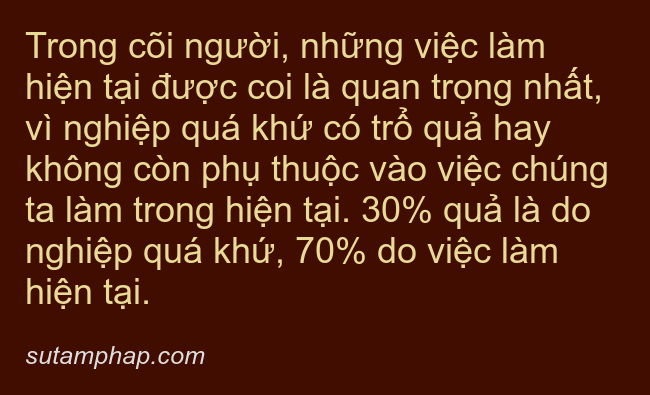 Trong cõi người, những việc làm
hiện tại được coi là quan trọng nhất,
vì nghiệp quá khứ có trổ quả hay
không còn phụ thuộc vào việc chúng
ta làm trong hiện tại. 30% quả là do
nghiệp quá khứ, 70% do việc làm
hiện tại.
sutamphap.com